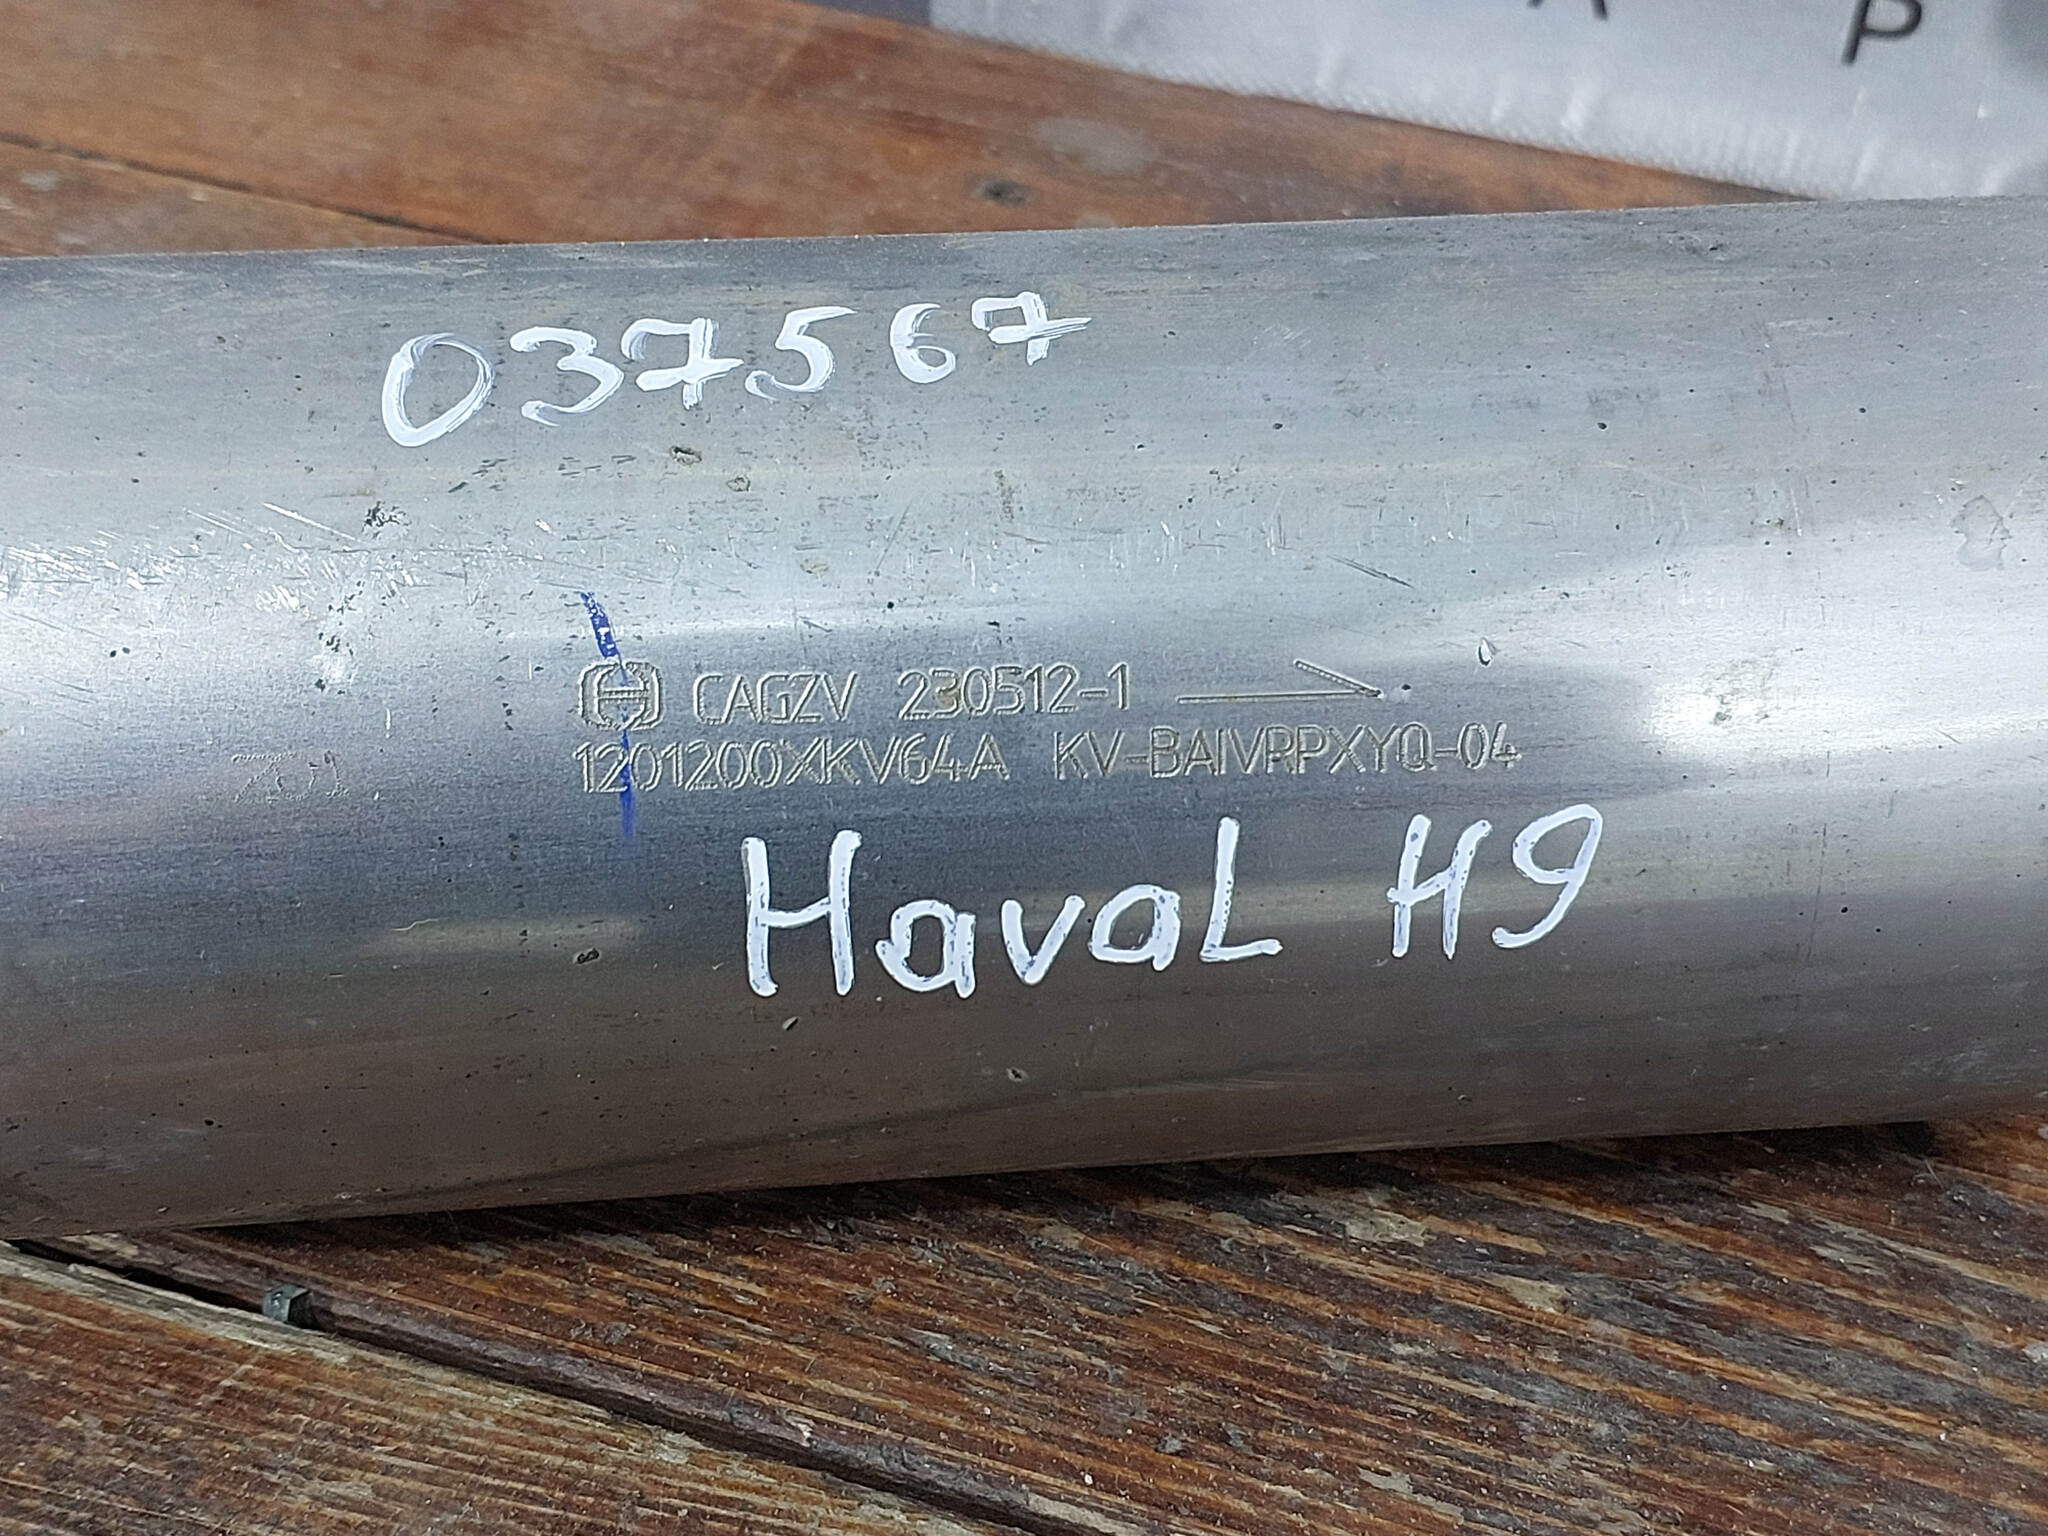 P
037567
CAGZV 230512-1
1201200XKV64A KV-BAIVRPXYQ-04
Haval H9